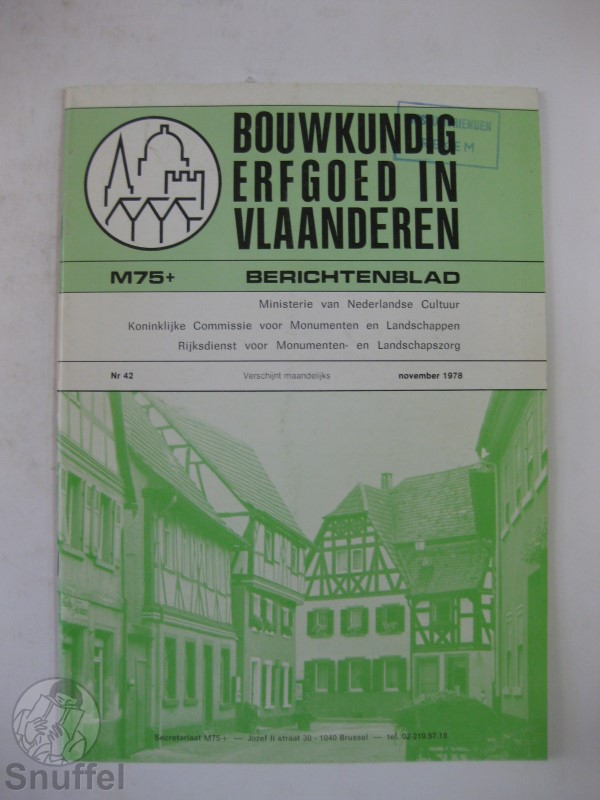 BOUWKUNDIG
ERFGOED IN
VLAANDEREN
M75+ BERICHTENBLAD
Ministerie van Nederlandse Cultuur
Koninklijke Commissie voor Monumenten en Landschappen
Rijksdienst voor Monumenten- en Landschapszorg
Nr 42 Verschijnt maandelijks november 1978
Secretariaat M75+ — Jozef II straat 30 - 1040 Brussel — tel. 02-219.57.18
Snuffel